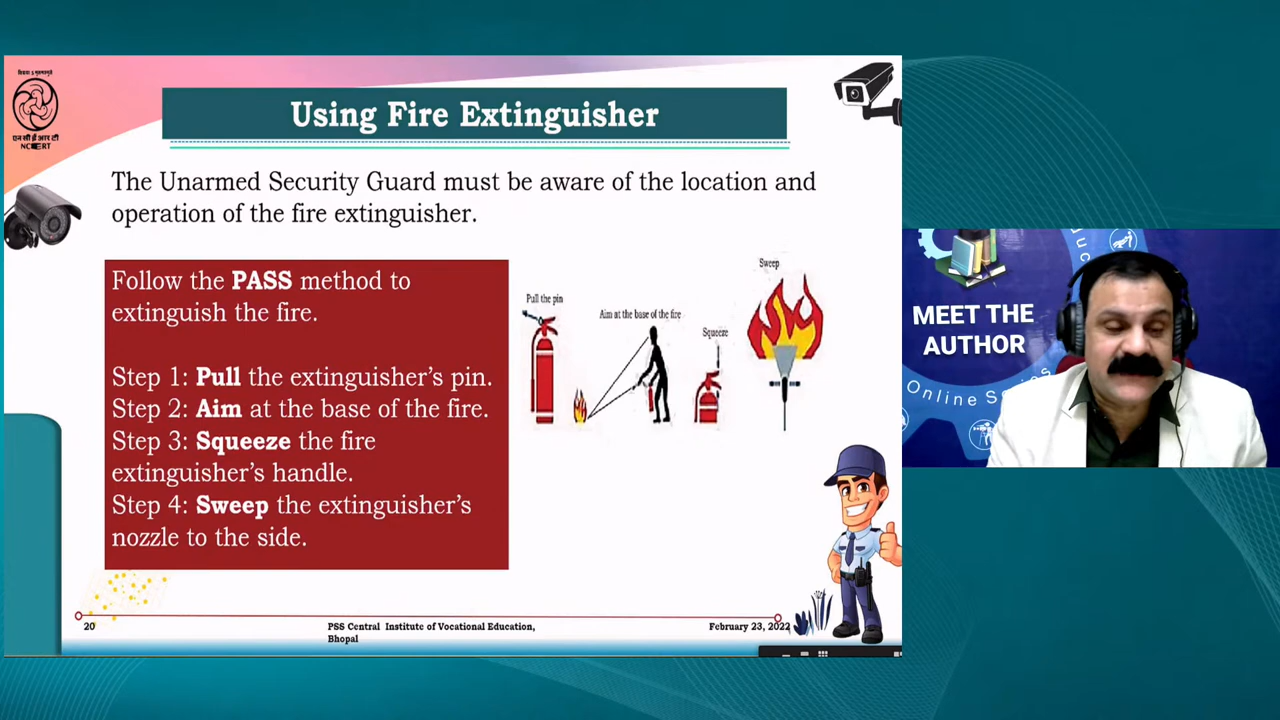 विद्यया ऽ मृतमश्नुते
एन सी ई आर टी
NCERT
Using Fire Extinguisher
The Unarmed Security Guard must be aware of the location and
operation of the fire extinguisher.
Follow the PASS method to
extinguish the fire.
Step 1: Pull the extinguisher's pin.
Step 2: Aim at the base of the fire.
Step 3: Squeeze the fire
extinguisher's handle.
Step 4: Sweep the extinguisher's
nozzle to the side.
Pull the pin
Aim at the base of the fire
Squeeze
Sweep
20
PSS Central Institute of Vocational Education,
Bhopal
February 23, 2022
MEET THE
AUTHOR
Online